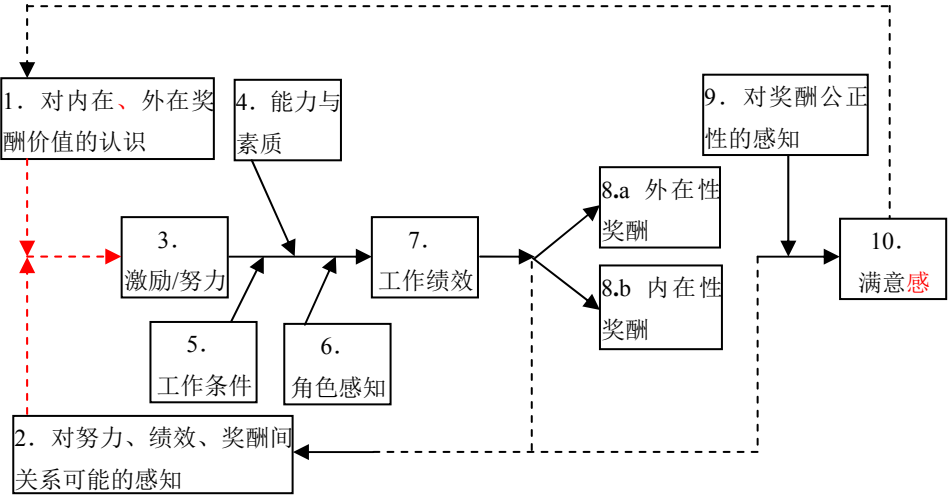 1．对内在、外在奖
酬价值的认识
4．能力与
素质
9．对奖酬公正
性的感知
3．
激励/努力
7．
工作绩效
8.a 外在性
奖酬
8.b 内在性
奖酬
10．
满意感
5．
工作条件
6．
角色感知
2．对努力、绩效、奖酬间
关系可能的感知